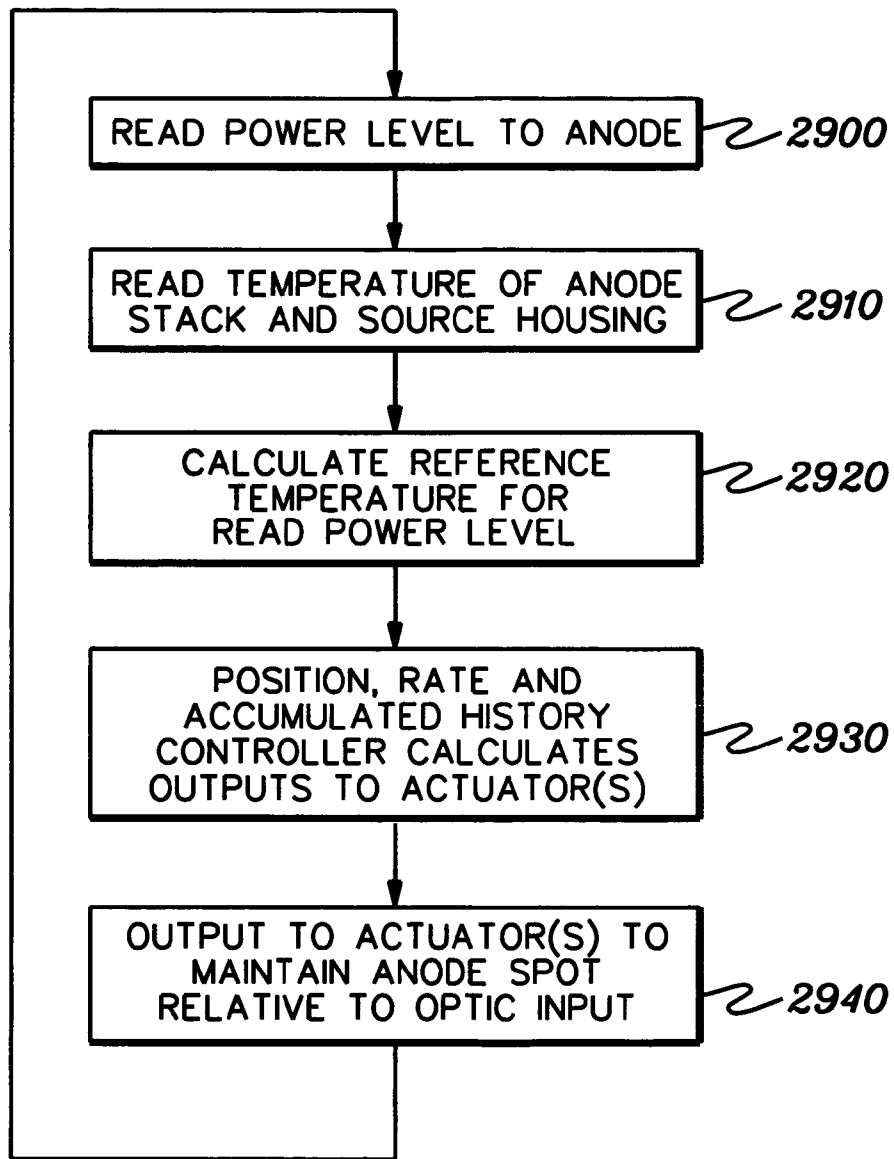 READ POWER LEVEL TO ANODE
2900
READ TEMPERATURE OF ANODE
STACK AND SOURCE HOUSING
2910
CALCULATE REFERENCE
TEMPERATURE FOR
READ POWER LEVEL
2920
POSITION, RATE AND
ACCUMULATED HISTORY
CONTROLLER CALCULATES
OUTPUTS TO ACTUATOR(S)
2930
OUTPUT TO ACTUATOR(S) TO
MAINTAIN ANODE SPOT
RELATIVE TO OPTIC INPUT
2940